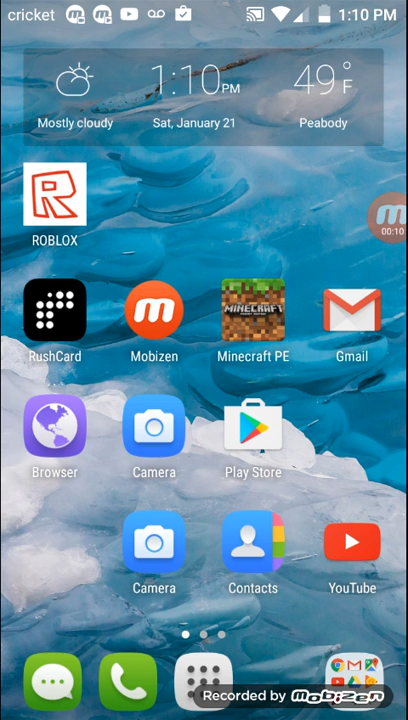 cricket 1:10 PM
1:10PM 49°F
Mostly cloudy Sat, January 21 Peabody
ROBLOX
00:10
MINECRAFT
RushCard Mobizen Minecraft PE Gmail
Browser Camera Play Store
Camera Contacts YouTube
Recorded by Mobizen